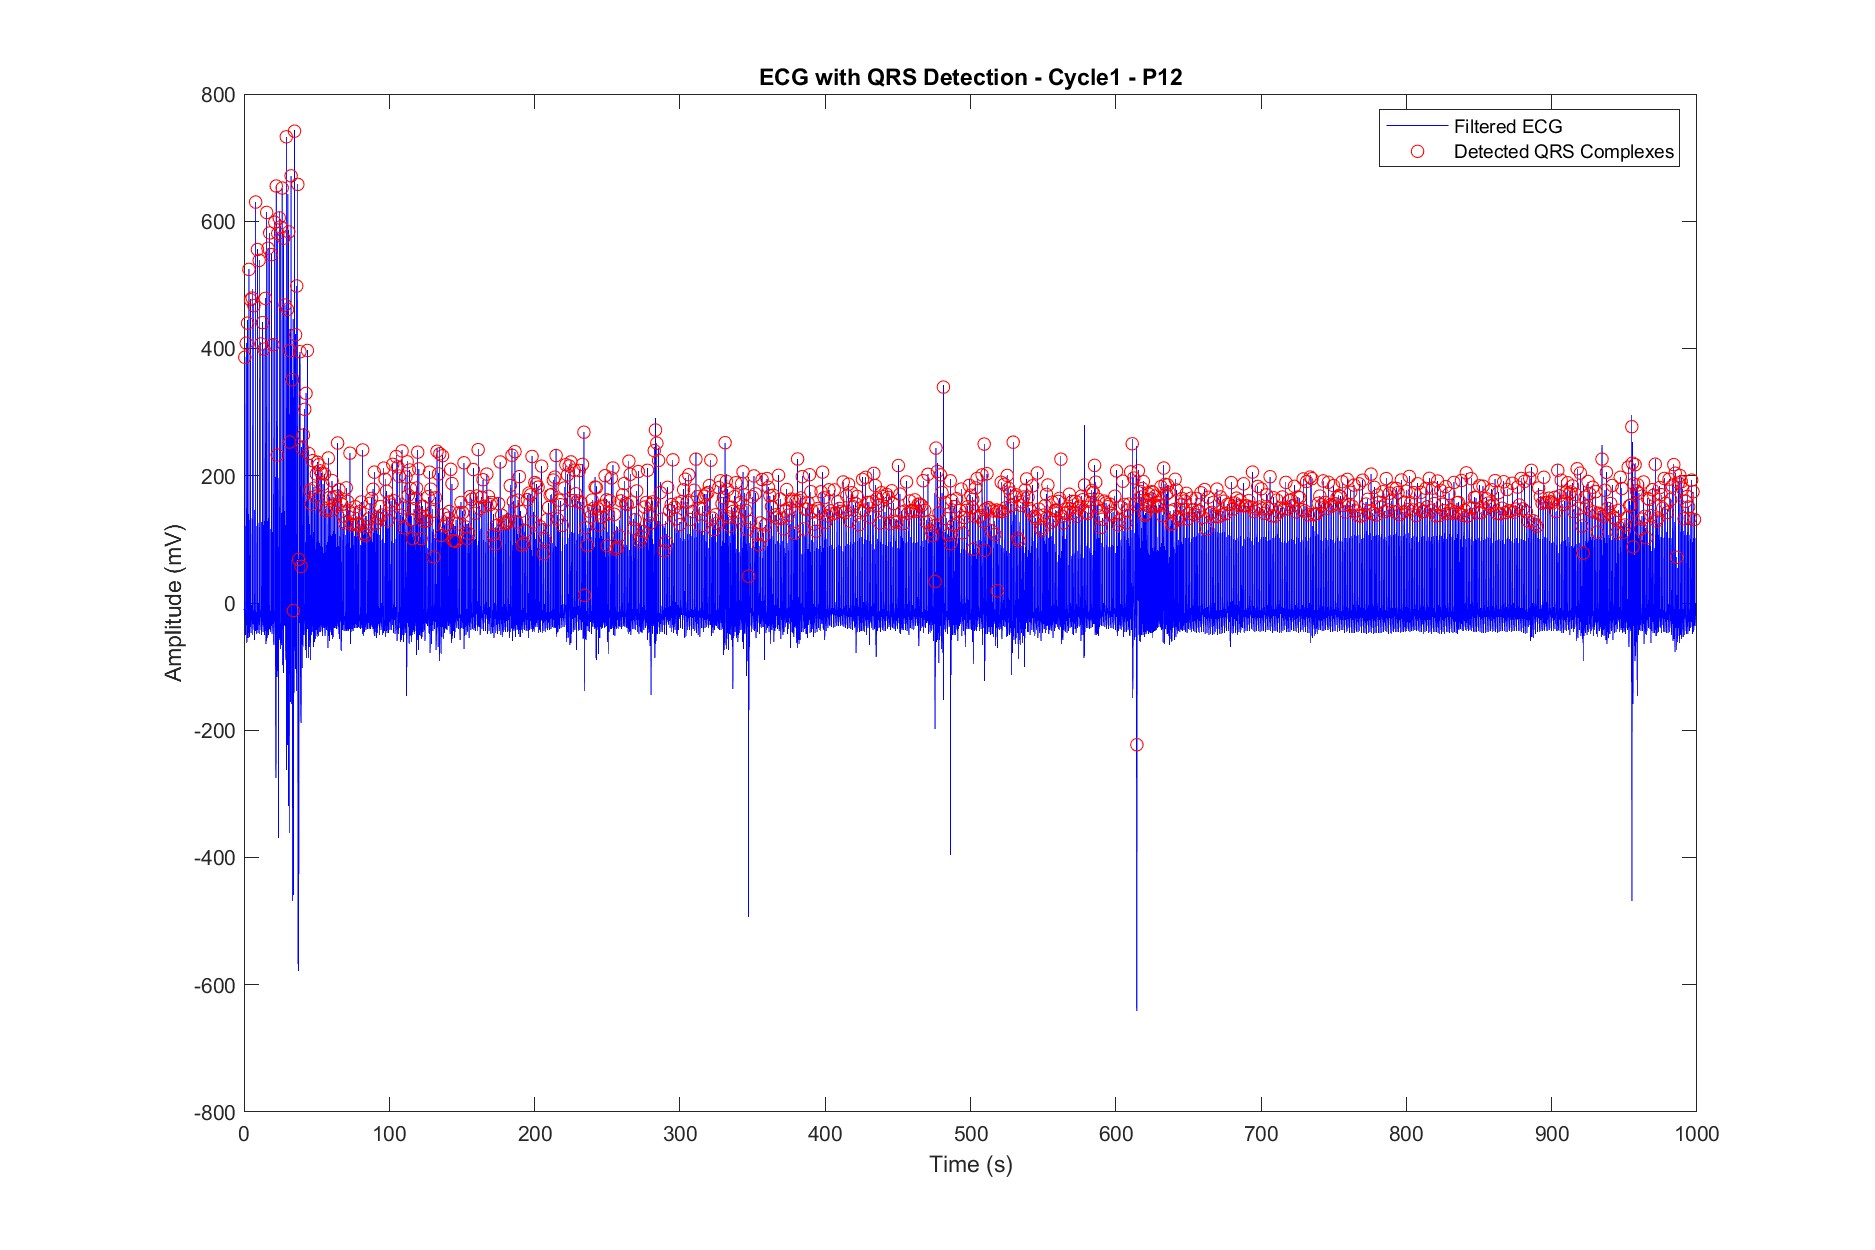 ECG with QRS Detection - Cycle1 - P12
Filtered ECG
Detected QRS Complexes
800
600
400
200
0
-200
-400
-600
-800
Amplitude (mV)
0 100 200 300 400 500 600 700 800 900 1000
Time (s)